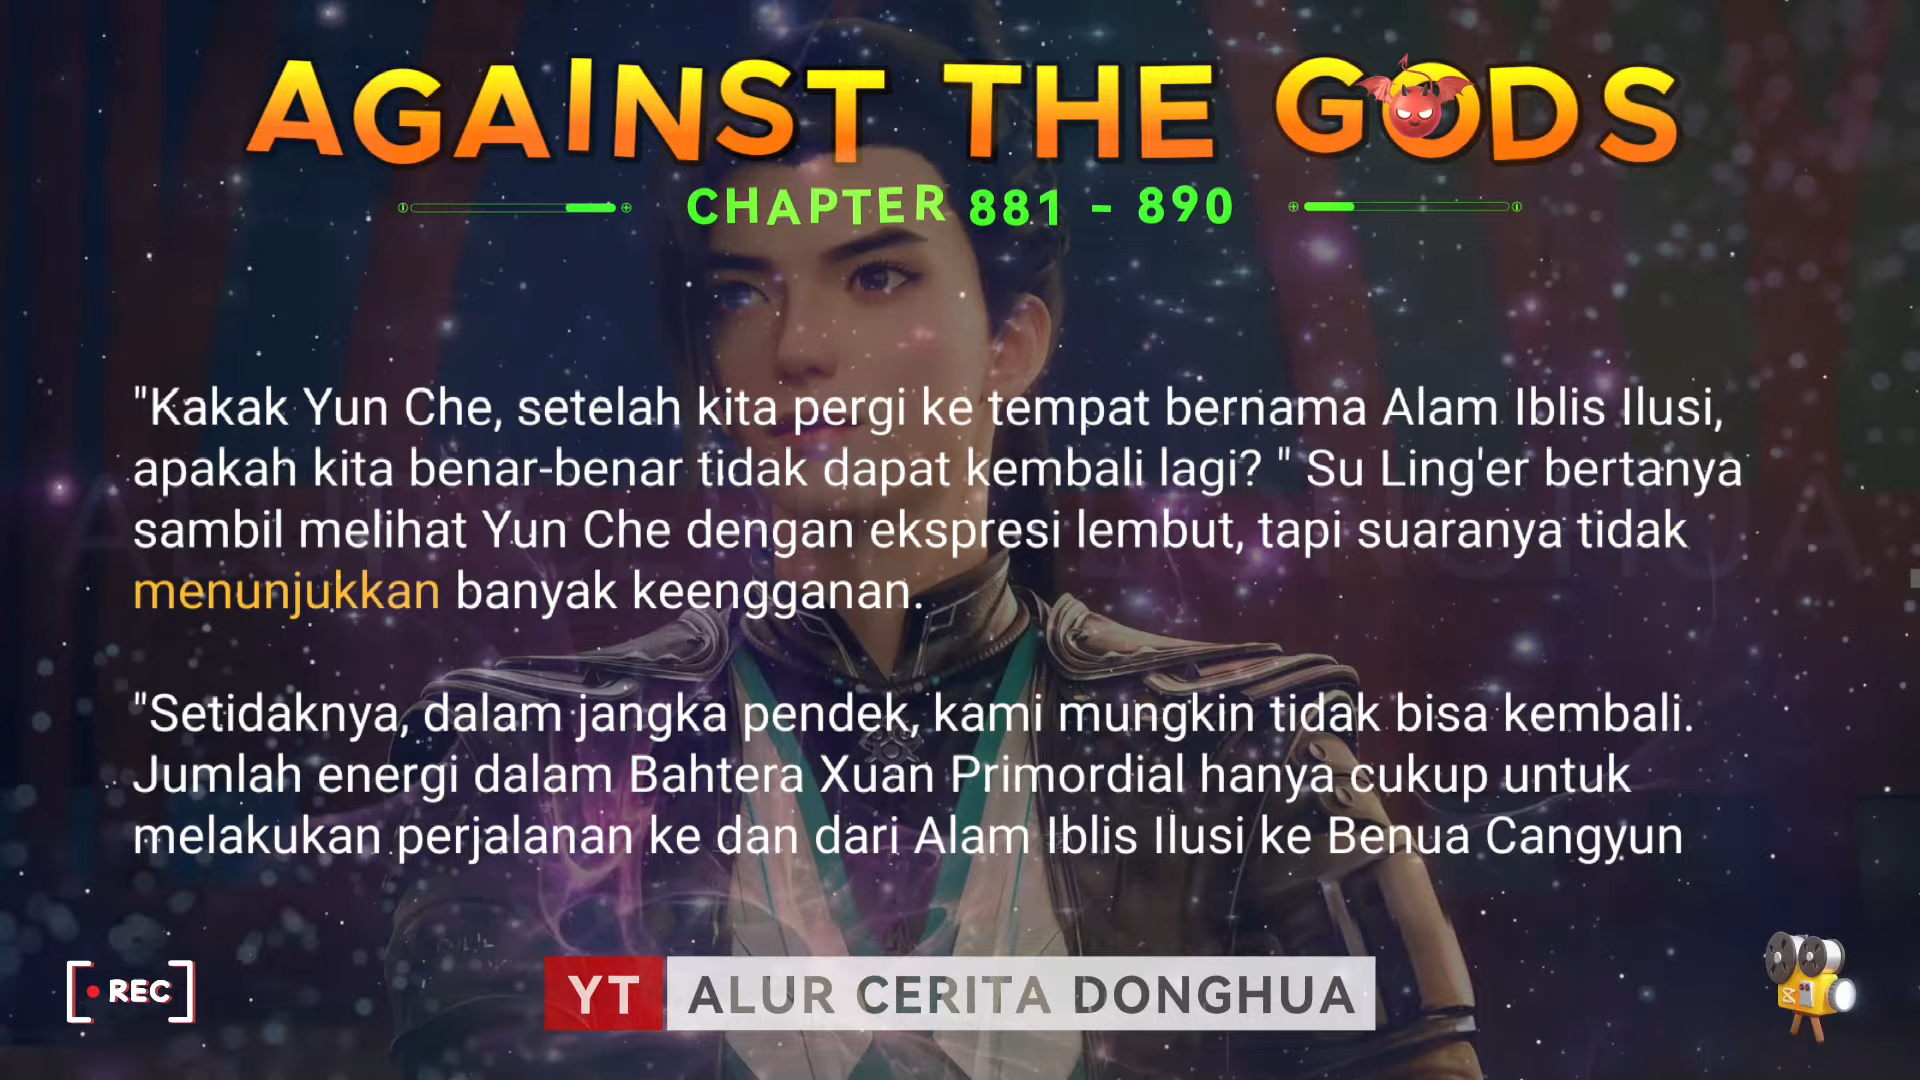 AGAINST THE GODS
CHAPTER 881 - 890
"Kakak Yun Che, setelah kita pergi ke tempat bernama Alam Iblis Ilusi,
apakah kita benar-benar tidak dapat kembali lagi? " Su Ling'er bertanya
sambil melihat Yun Che dengan ekspresi lembut, tapi suaranya tidak
menunjukkan banyak keengganan.
"Setidaknya, dalam jangka pendek, kami mungkin tidak bisa kembali.
Jumlah energi dalam Bahtera Xuan Primordial hanya cukup untuk
melakukan perjalanan ke dan dari Alam Iblis Ilusi ke Benua Cangyun
REC
YT ALUR CERITA DONGHUA